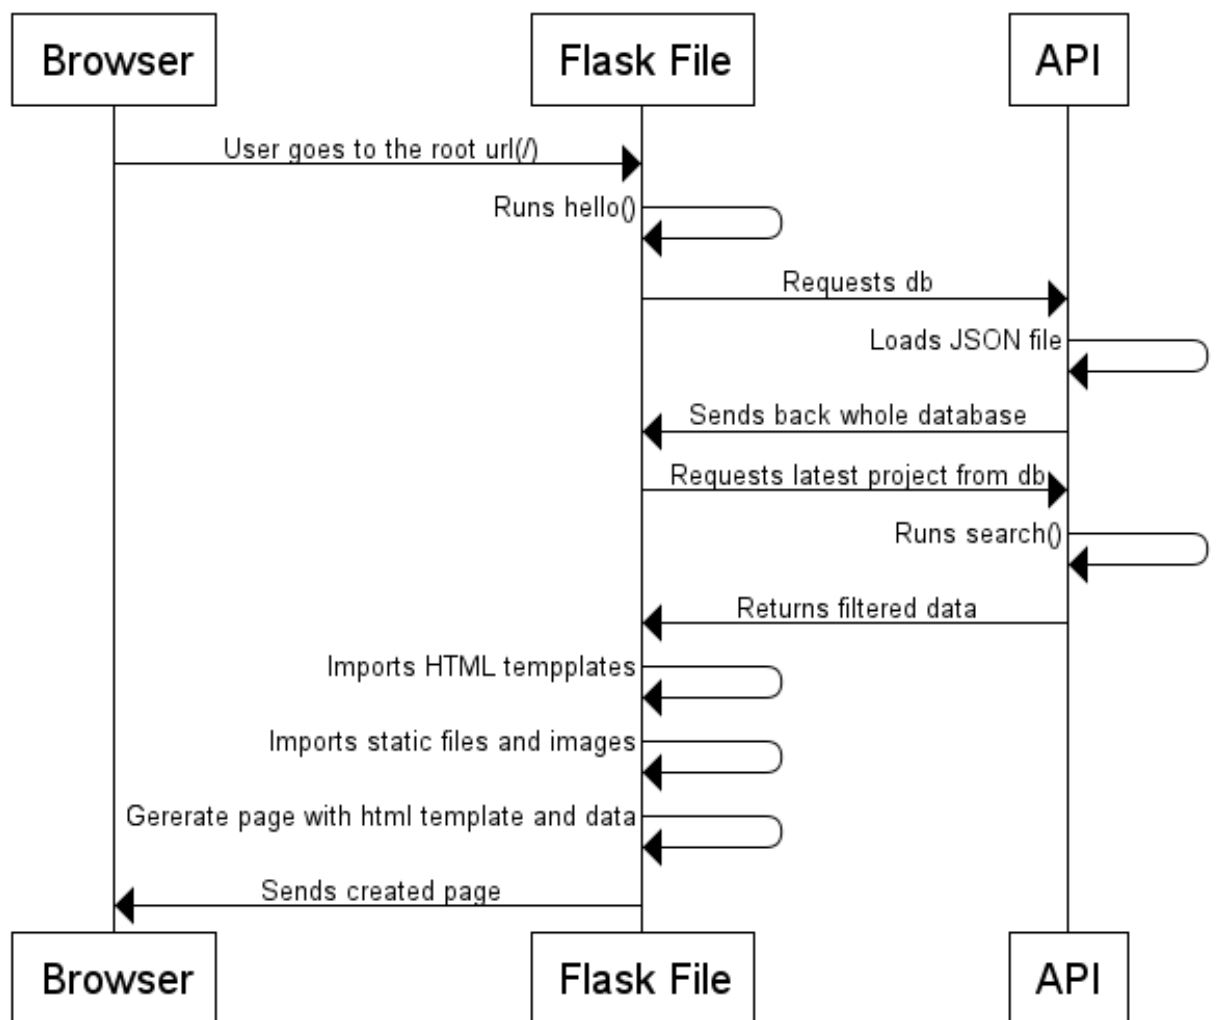 Browser
Flask File
API
User goes to the root url(/)
Runs hello()
Requests db
Loads JSON file
Sends back whole database
Requests latest project from db
Runs search()
Returns filtered data
Imports HTML tempplates
Imports static files and images
Gererate page with html template and data
Sends created page
Browser
Flask File
API